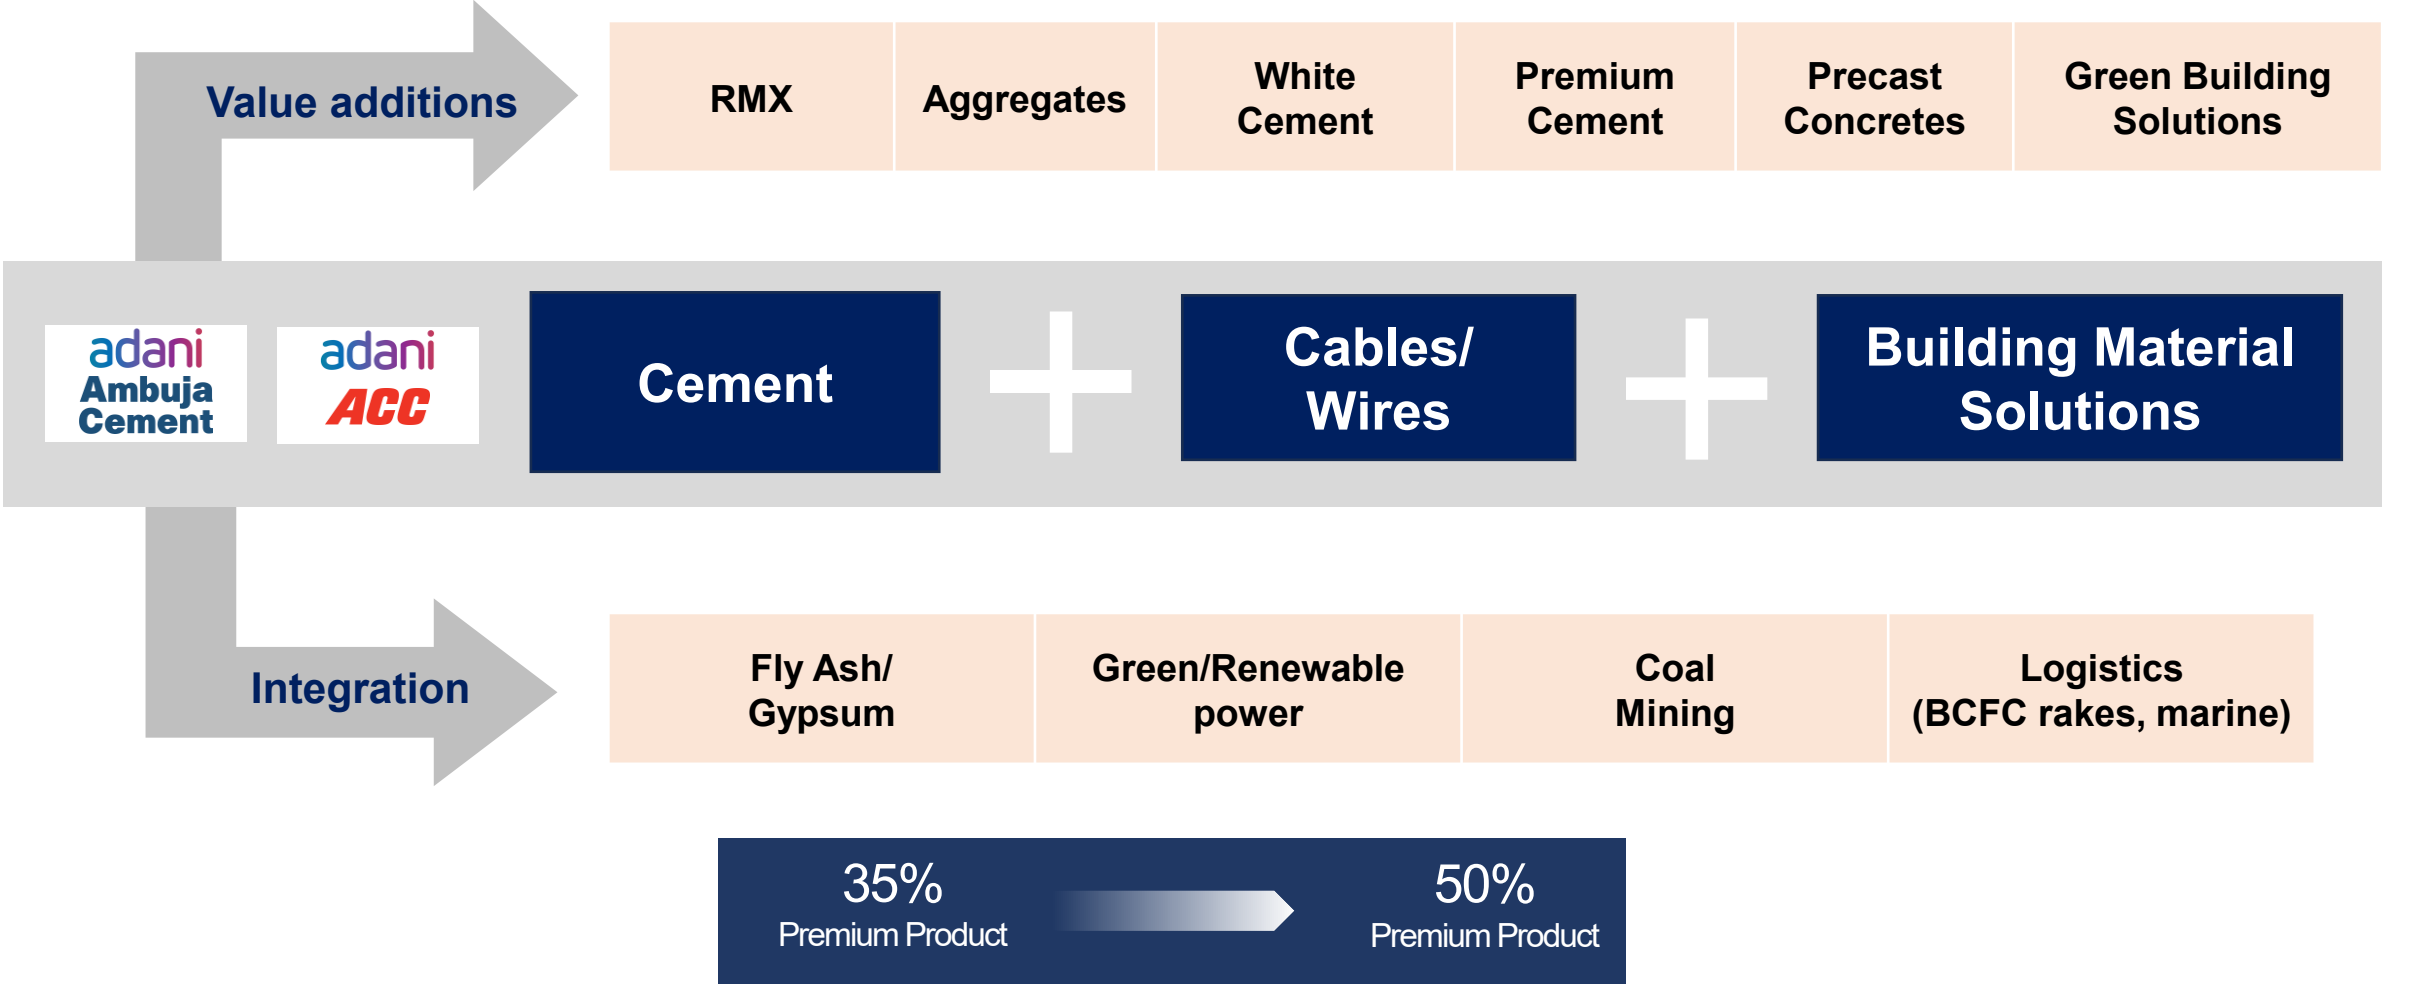 Value additions
RMX
Aggregates
White
Cement
Premium
Cement
Precast
Concretes
Green Building
Solutions
adani
Ambuja
Cement
adani
ACC
Cement
Cables/
Wires
Building Material
Solutions
Integration
Fly Ash/
Gypsum
Green/Renewable
power
Coal
Mining
Logistics
(BCFC rakes, marine)
35%
Premium Product
50%
Premium Product